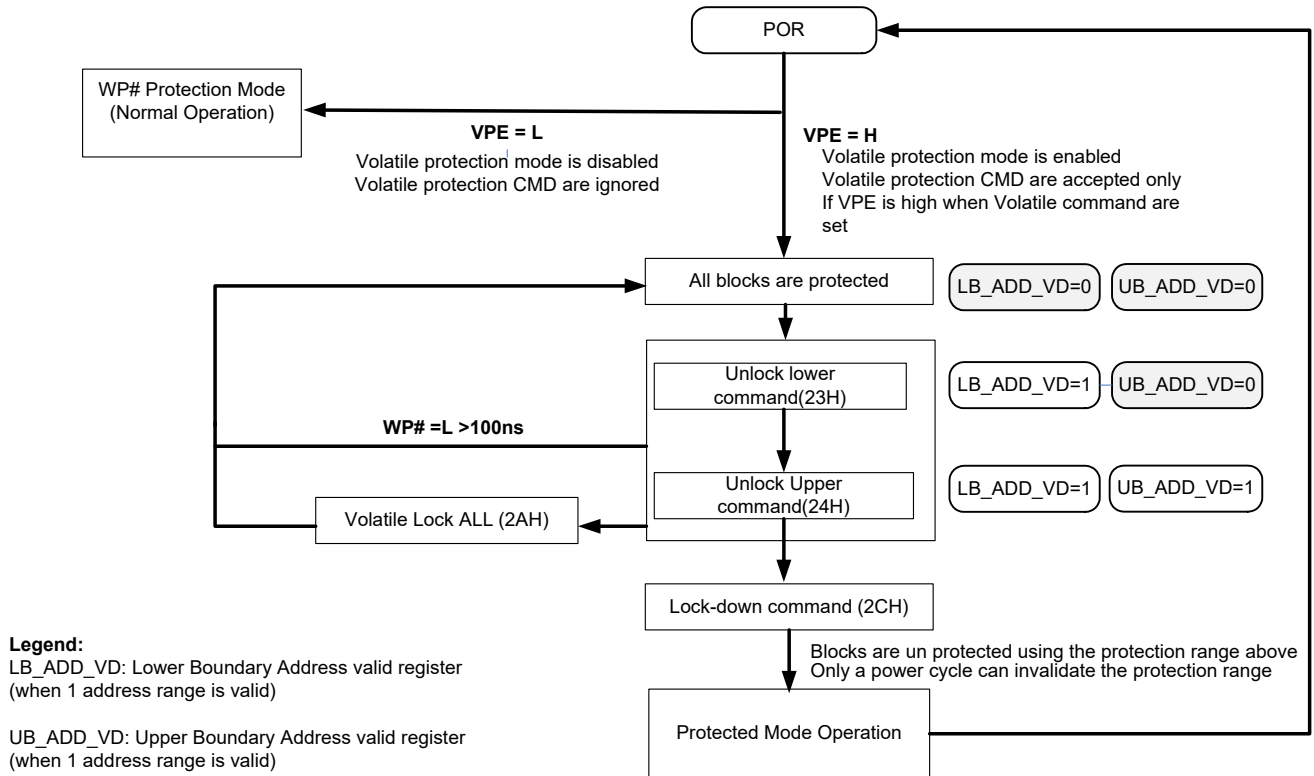 POR
WP# Protection Mode
(Normal Operation)
VPE = L
Volatile protection mode is disabled
Volatile protection CMD are ignored
VPE = H
Volatile protection mode is enabled
Volatile protection CMD are accepted only
If VPE is high when Volatile command are
set
All blocks are protected
LB_ADD_VD=0
UB_ADD_VD=0
Unlock lower
command(23H)
LB_ADD_VD=1
UB_ADD_VD=0
WP# =L >100ns
Unlock Upper
command(24H)
LB_ADD_VD=1
UB_ADD_VD=1
Volatile Lock ALL (2AH)
Lock-down command (2CH)
Blocks are un protected using the protection range above
Only a power cycle can invalidate the protection range
Protected Mode Operation
Legend:
LB_ADD_VD: Lower Boundary Address valid register
(when 1 address range is valid)
UB_ADD_VD: Upper Boundary Address valid register
(when 1 address range is valid)